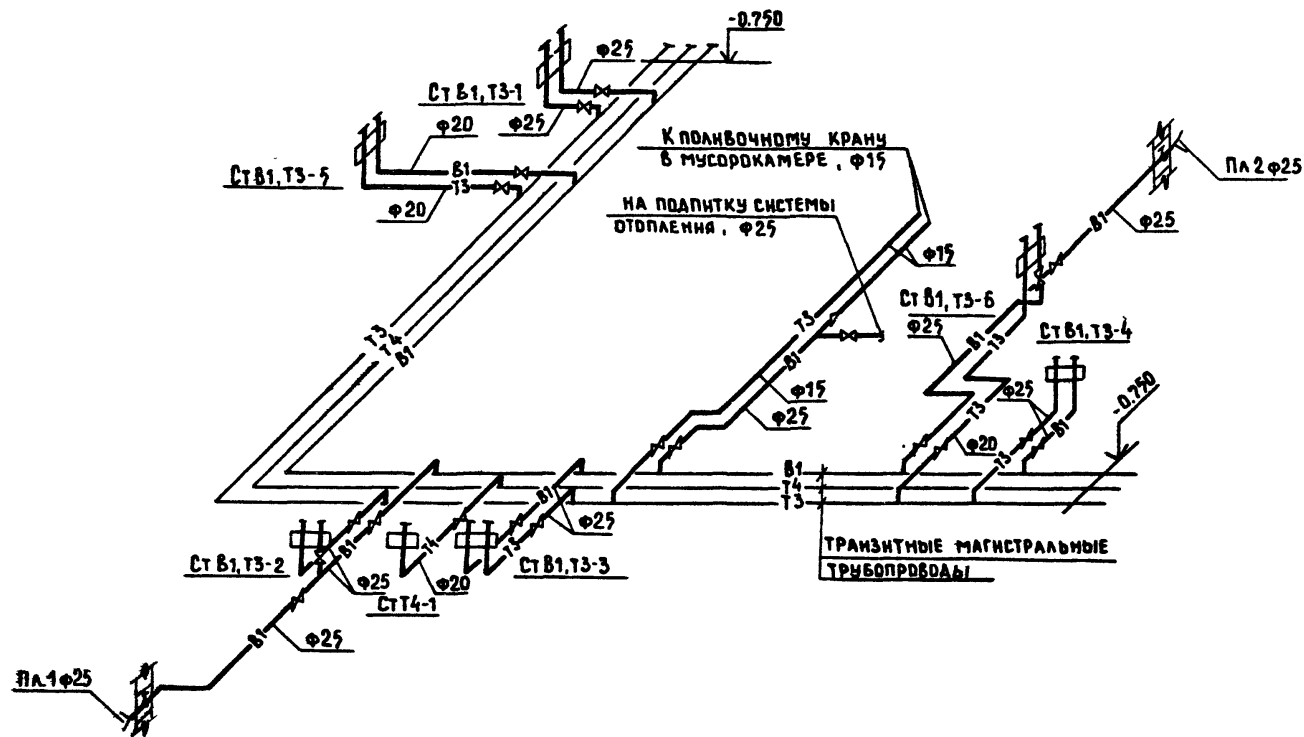 -0.750
ф25
Ст В1, Т3-1
ф25
ф20
В1
Т3
Ст В1, Т3-5
ф20
К ПОЛИВОЧНОМУ КРАНУ
В МУСОРОКАМЕРЕ, ф15
НА ПОДПИТКУ СИСТЕМЫ
ОТОПЛЕНИЯ, ф25
Пл 2 ф25
ф25
В1
ф15
Ст В1, Т3-6
ф25
Т3
В1
В1
Т3
Ст В1, Т3-4
Т3
Т4
В1
ф15
ф25
ф25
-0.750
Т3
ф20
Т3
В1
В1
Т4
Т3
В1
ф25
Т3
В1
Т4
Ст В1, Т3-2
ф25
ф20
Ст В1, Т3-3
Ст Т4-1
ТРАНЗИТНЫЕ МАГИСТРАЛЬНЫЕ
ТРУБОПРОВОДЫ
В1
ф25
Пл.1 ф25